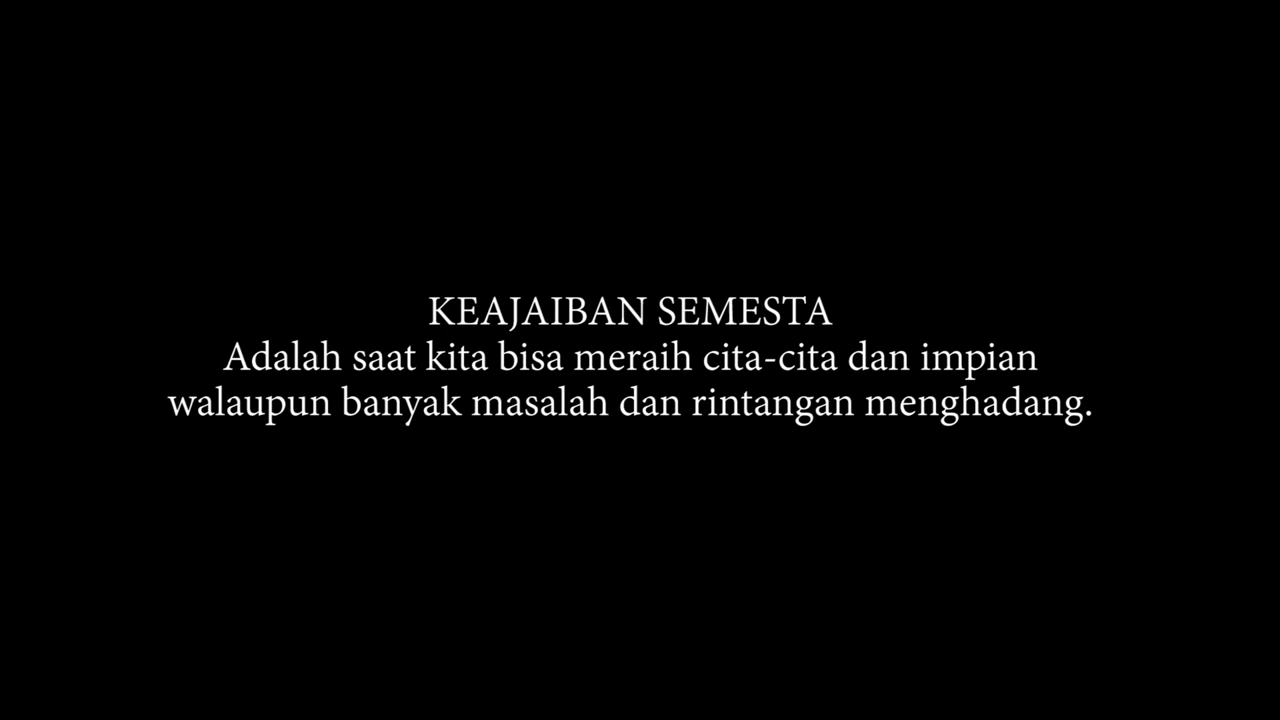 KEAJAIBAN SEMESTA
Adalah saat kita bisa meraih cita-cita dan impian
walaupun banyak masalah dan rintangan menghadang.